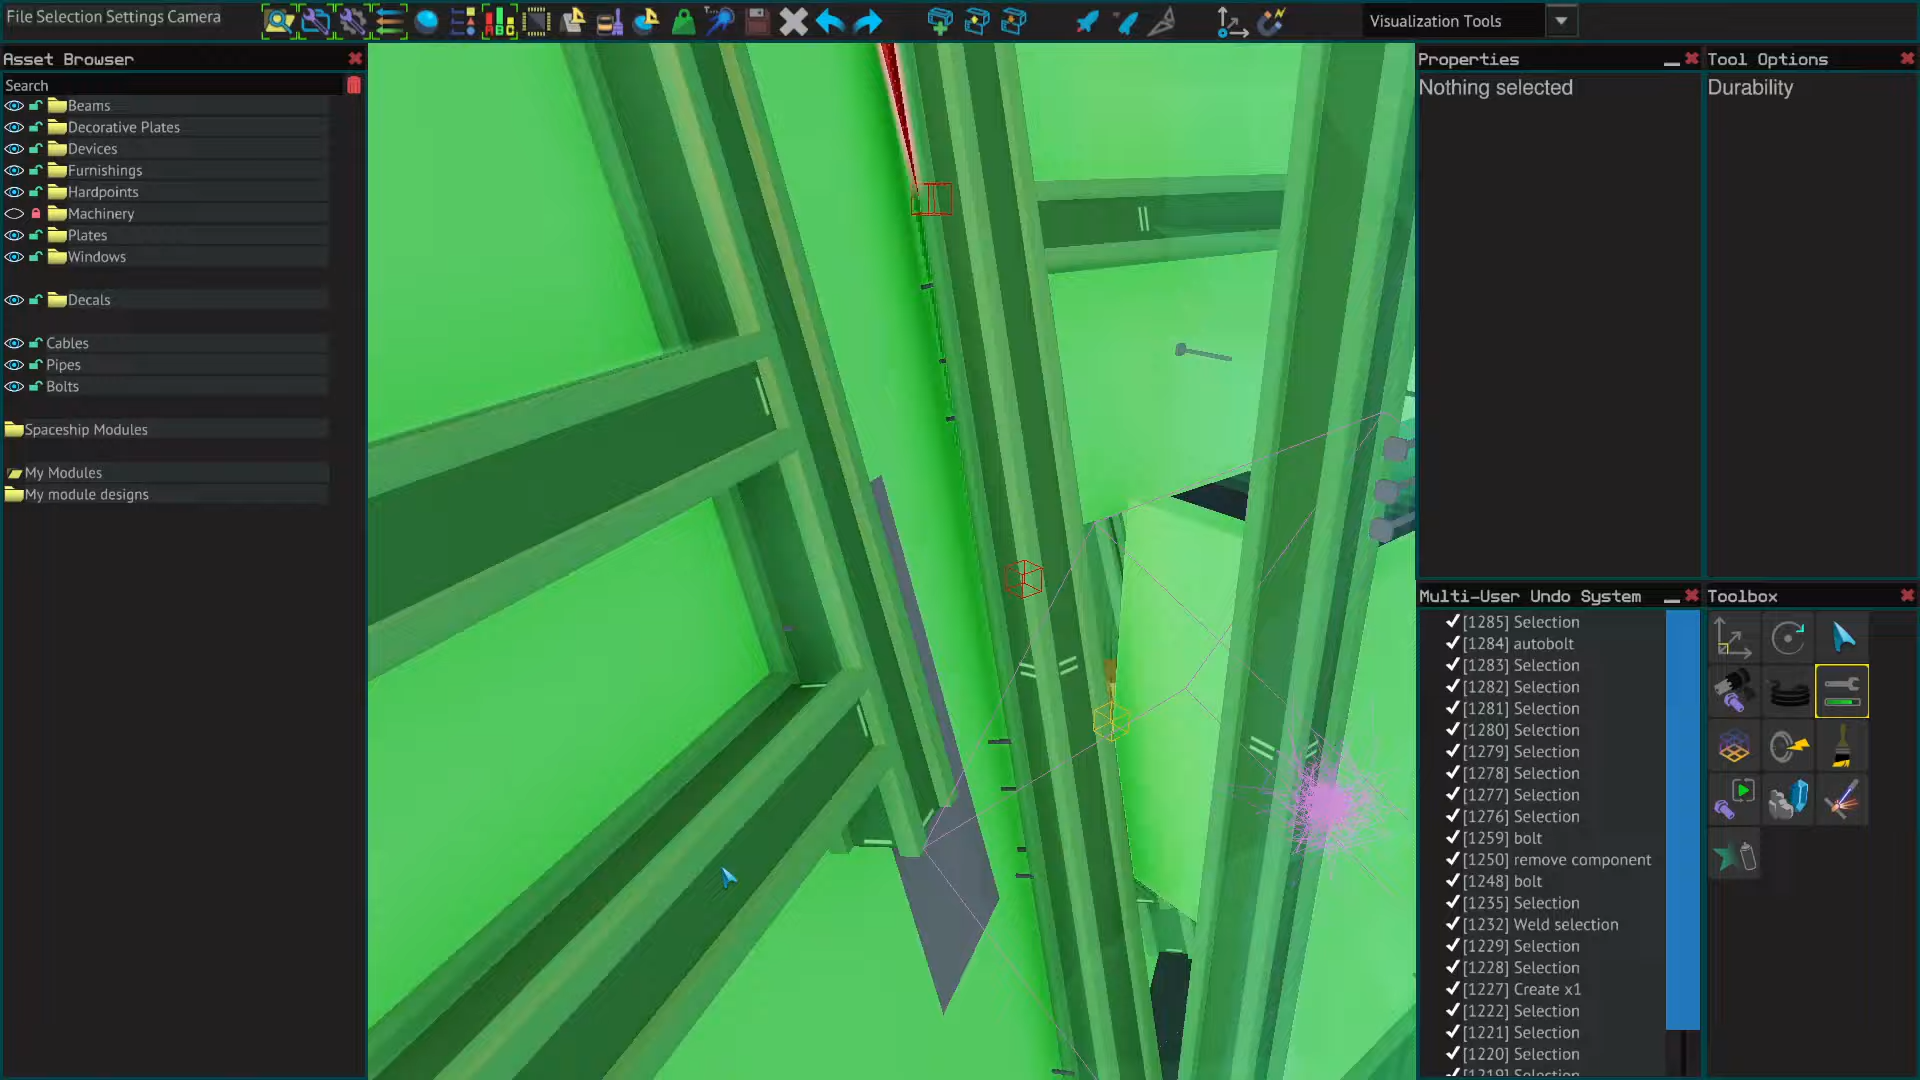 File Selection Settings Camera
Visualization Tools
Asset Browser
Search
Beams
Decorative Plates
Devices
Furnishings
Hardpoints
Machinery
Plates
Windows
Decals
Cables
Pipes
Bolts
Spaceship Modules
My Modules
My module designs
Properties
Nothing selected
Tool Options
Durability
Multi-User Undo System
[1285] Selection
[1284] autobolt
[1283] Selection
[1282] Selection
[1281] Selection
[1280] Selection
[1279] Selection
[1278] Selection
[1277] Selection
[1276] Selection
[1259] bolt
[1250] remove component
[1248] bolt
[1235] Selection
[1232] Weld selection
[1229] Selection
[1228] Selection
[1227] Create x1
[1222] Selection
[1221] Selection
[1220] Selection
[1219] Selection
Toolbox
ABC